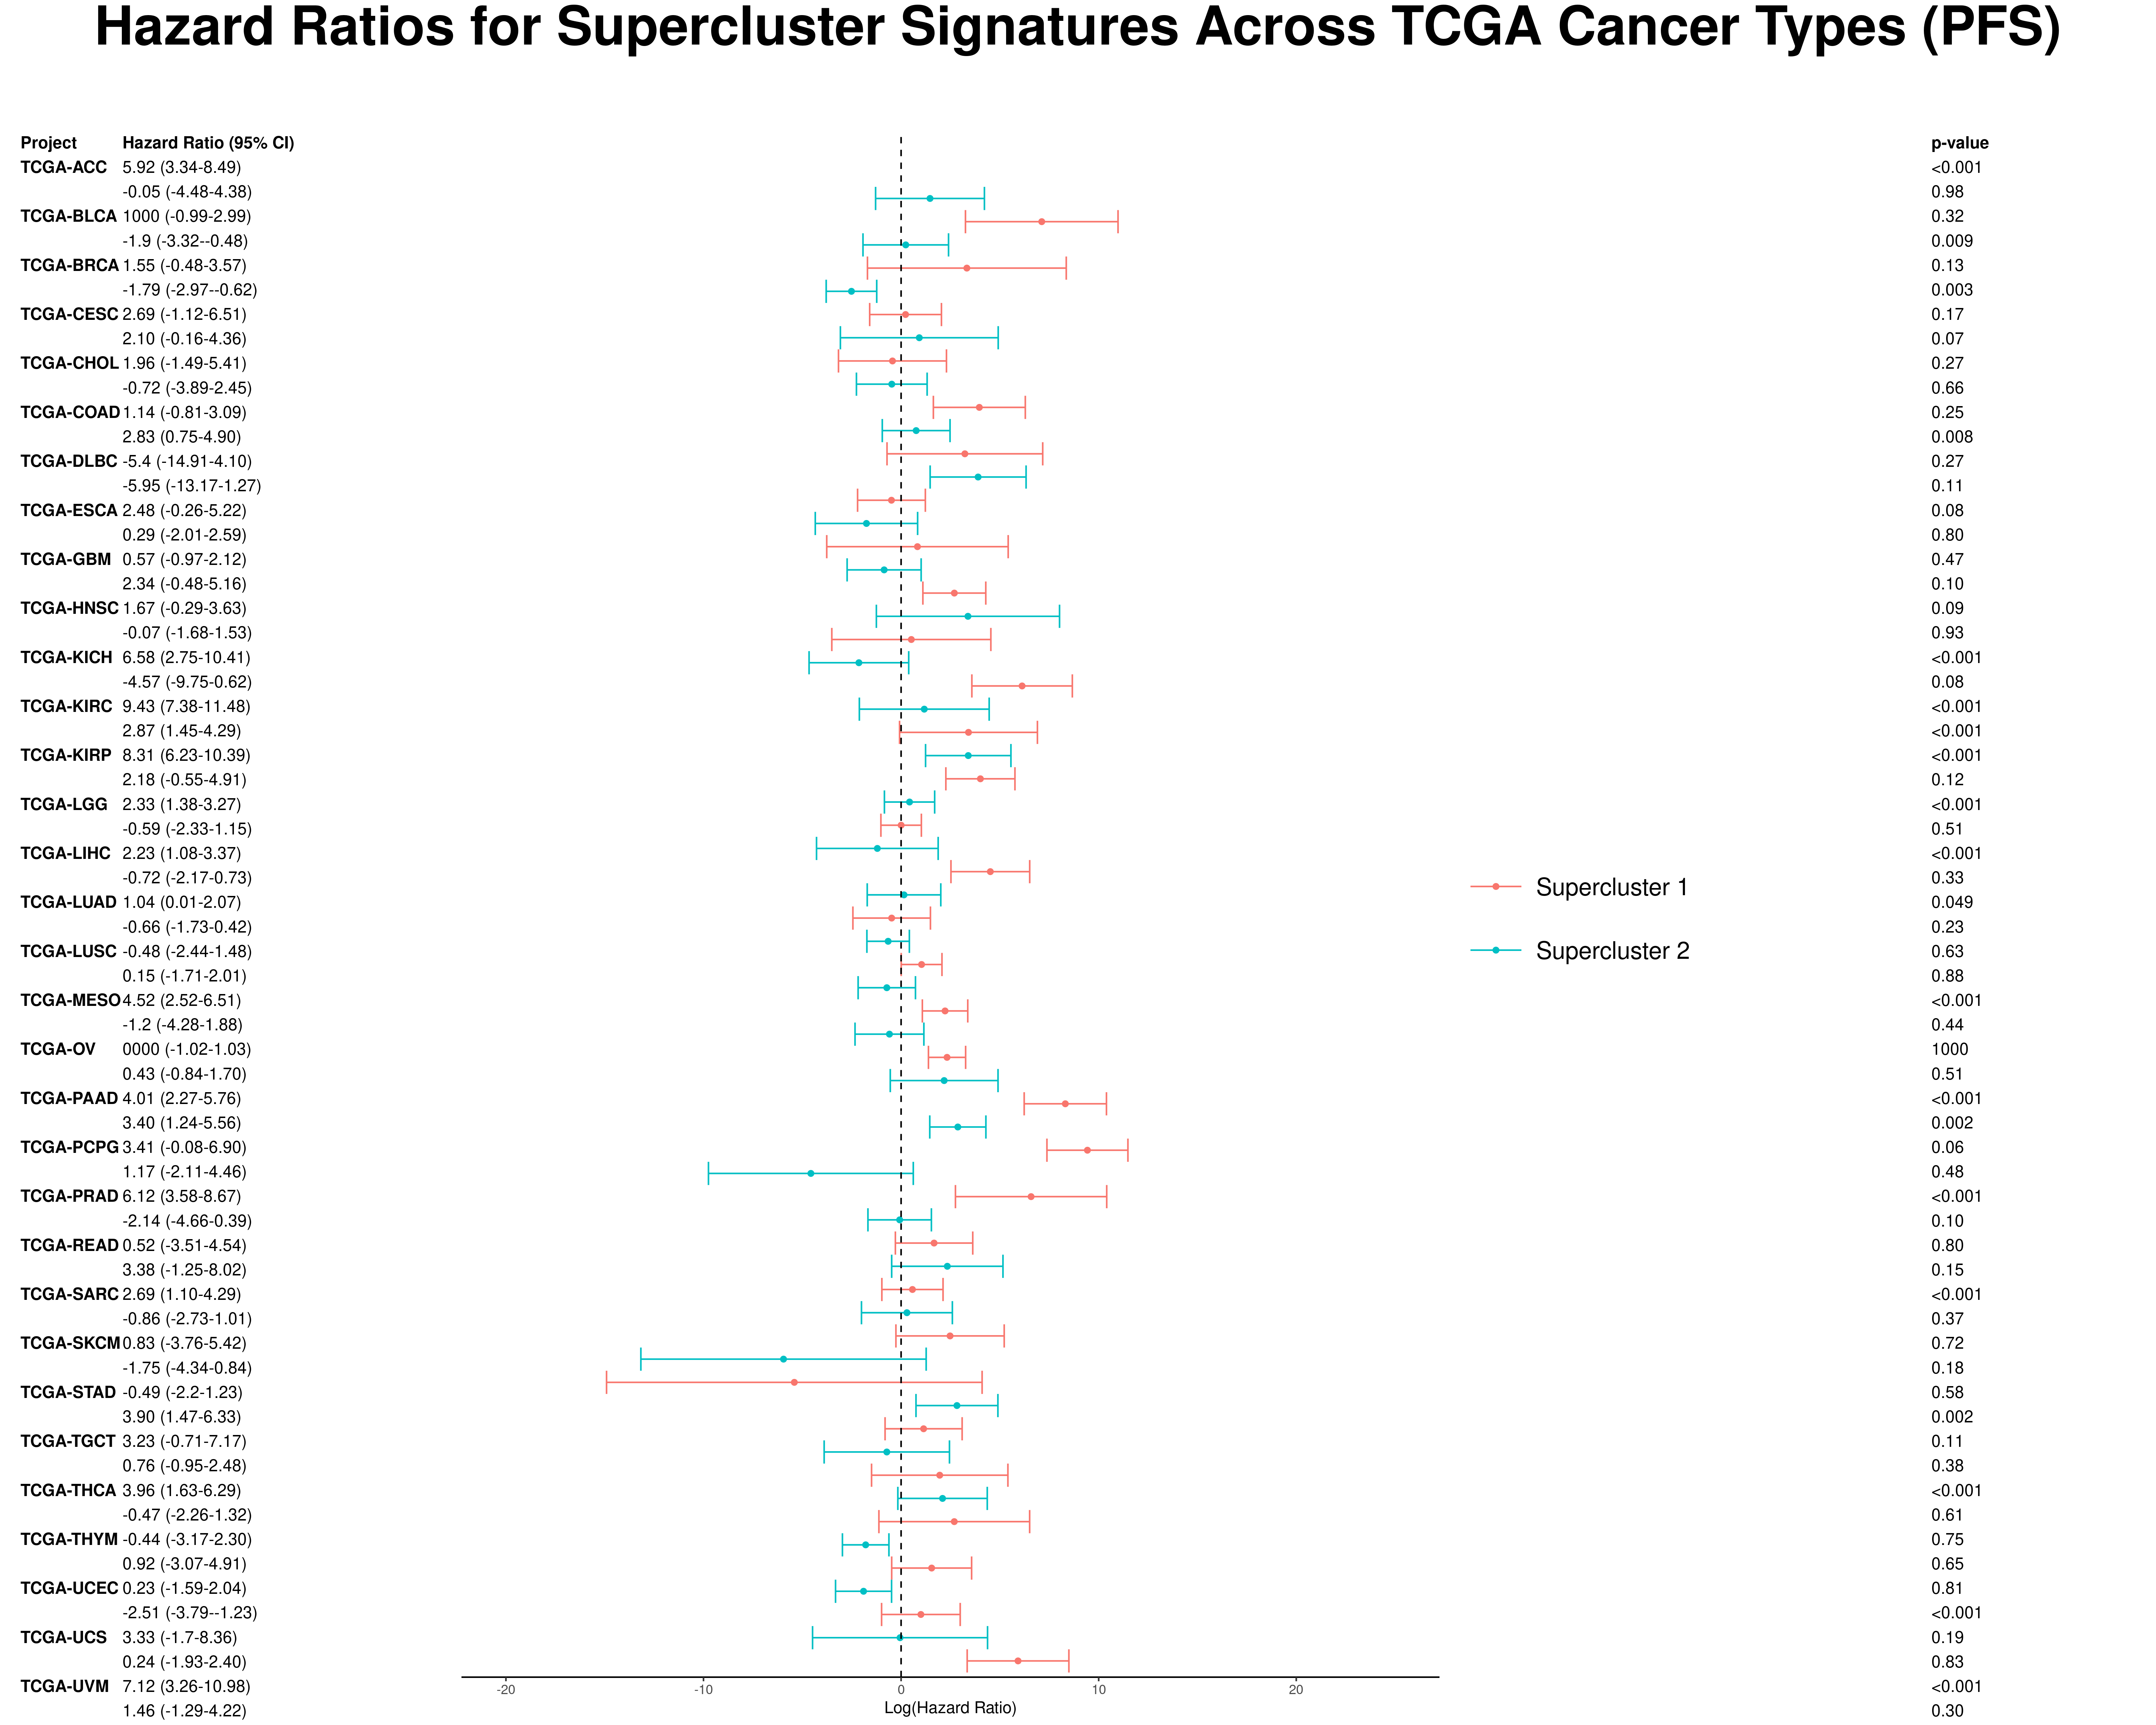 Hazard Ratios for Supercluster Signatures Across TCGA Cancer Types (PFS)
Project Hazard Ratio (95% CI) p-value
TCGA-ACC 5.92 (3.34-8.49) <0.001
-0.05 (-4.48-4.38) 0.98
TCGA-BLCA 1000 (-0.99-2.99) 0.32
-1.9 (-3.32--0.48) 0.009
TCGA-BRCA 1.55 (-0.48-3.57) 0.13
-1.79 (-2.97--0.62) 0.003
TCGA-CESC 2.69 (-1.12-6.51) 0.17
2.10 (-0.16-4.36) 0.07
TCGA-CHOL 1.96 (-1.49-5.41) 0.27
-0.72 (-3.89-2.45) 0.66
TCGA-COAD 1.14 (-0.81-3.09) 0.25
2.83 (0.75-4.90) 0.008
TCGA-DLBC -5.4 (-14.91-4.10) 0.27
-5.95 (-13.17-1.27) 0.11
TCGA-ESCA 2.48 (-0.26-5.22) 0.08
0.29 (-2.01-2.59) 0.80
TCGA-GBM 0.57 (-0.97-2.12) 0.47
2.34 (-0.48-5.16) 0.10
TCGA-HNSC 1.67 (-0.29-3.63) 0.09
-0.07 (-1.68-1.53) 0.93
TCGA-KICH 6.58 (2.75-10.41) <0.001
-4.57 (-9.75-0.62) 0.08
TCGA-KIRC 9.43 (7.38-11.48) <0.001
2.87 (1.45-4.29) <0.001
TCGA-KIRP 8.31 (6.23-10.39) <0.001
2.18 (-0.55-4.91) 0.12
TCGA-LGG 2.33 (1.38-3.27) <0.001
-0.59 (-2.33-1.15) 0.51
TCGA-LIHC 2.23 (1.08-3.37) <0.001
-0.72 (-2.17-0.73) 0.33
TCGA-LUAD 1.04 (0.01-2.07) 0.049
-0.66 (-1.73-0.42) 0.23
TCGA-LUSC -0.48 (-2.44-1.48) 0.63
0.15 (-1.71-2.01) 0.88
TCGA-MESO 4.52 (2.52-6.51) <0.001
-1.2 (-4.28-1.88) 0.44
TCGA-OV 0000 (-1.02-1.03) 1000
0.43 (-0.84-1.70) 0.51
TCGA-PAAD 4.01 (2.27-5.76) <0.001
3.40 (1.24-5.56) 0.002
TCGA-PCPG 3.41 (-0.08-6.90) 0.06
1.17 (-2.11-4.46) 0.48
TCGA-PRAD 6.12 (3.58-8.67) <0.001
-2.14 (-4.66-0.39) 0.10
TCGA-READ 0.52 (-3.51-4.54) 0.80
3.38 (-1.25-8.02) 0.15
TCGA-SARC 2.69 (1.10-4.29) <0.001
-0.86 (-2.73-1.01) 0.37
TCGA-SKCM 0.83 (-3.76-5.42) 0.72
-1.75 (-4.34-0.84) 0.18
TCGA-STAD -0.49 (-2.2-1.23) 0.58
3.90 (1.47-6.33) 0.002
TCGA-TGCT 3.23 (-0.71-7.17) 0.11
0.76 (-0.95-2.48) 0.38
TCGA-THCA 3.96 (1.63-6.29) <0.001
-0.47 (-2.26-1.32) 0.61
TCGA-THYM -0.44 (-3.17-2.30) 0.75
0.92 (-3.07-4.91) 0.65
TCGA-UCEC 0.23 (-1.59-2.04) 0.81
-2.51 (-3.79--1.23) <0.001
TCGA-UCS 3.33 (-1.7-8.36) 0.19
0.24 (-1.93-2.40) 0.83
TCGA-UVM 7.12 (3.26-10.98) <0.001
1.46 (-1.29-4.22) 0.30
Supercluster 1
Supercluster 2
-20 -10 0 10 20
Log(Hazard Ratio)